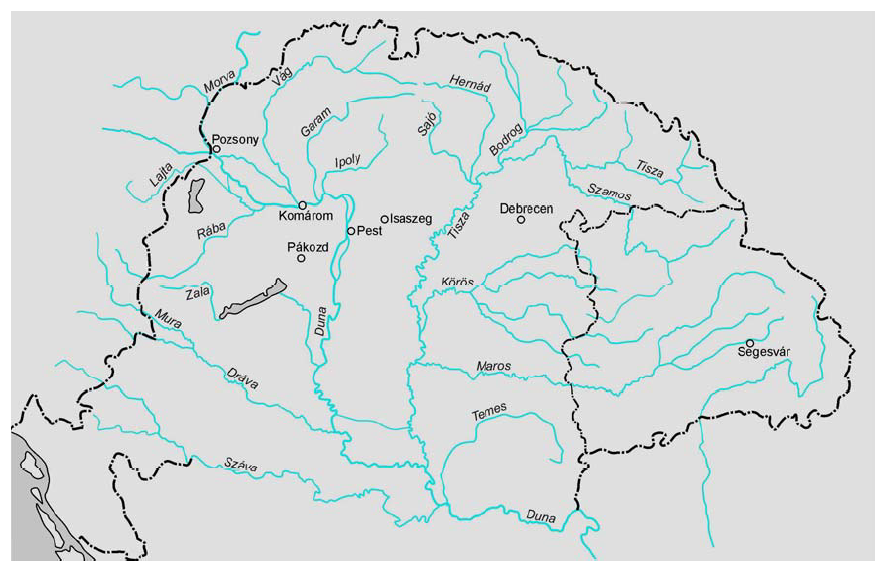 Morva
Vág
Hernád
Garam
Sajó
Bodrog
Pozsony
Ipoly
Tisza
Lajta
Szamos
Komárom
Isaszeg
Debrecen
Tisza
Rába
Pest
Pákozd
Körös
Zala
Duna
Mura
Segesvár
Maros
Dráva
Temes
Száva
Duna